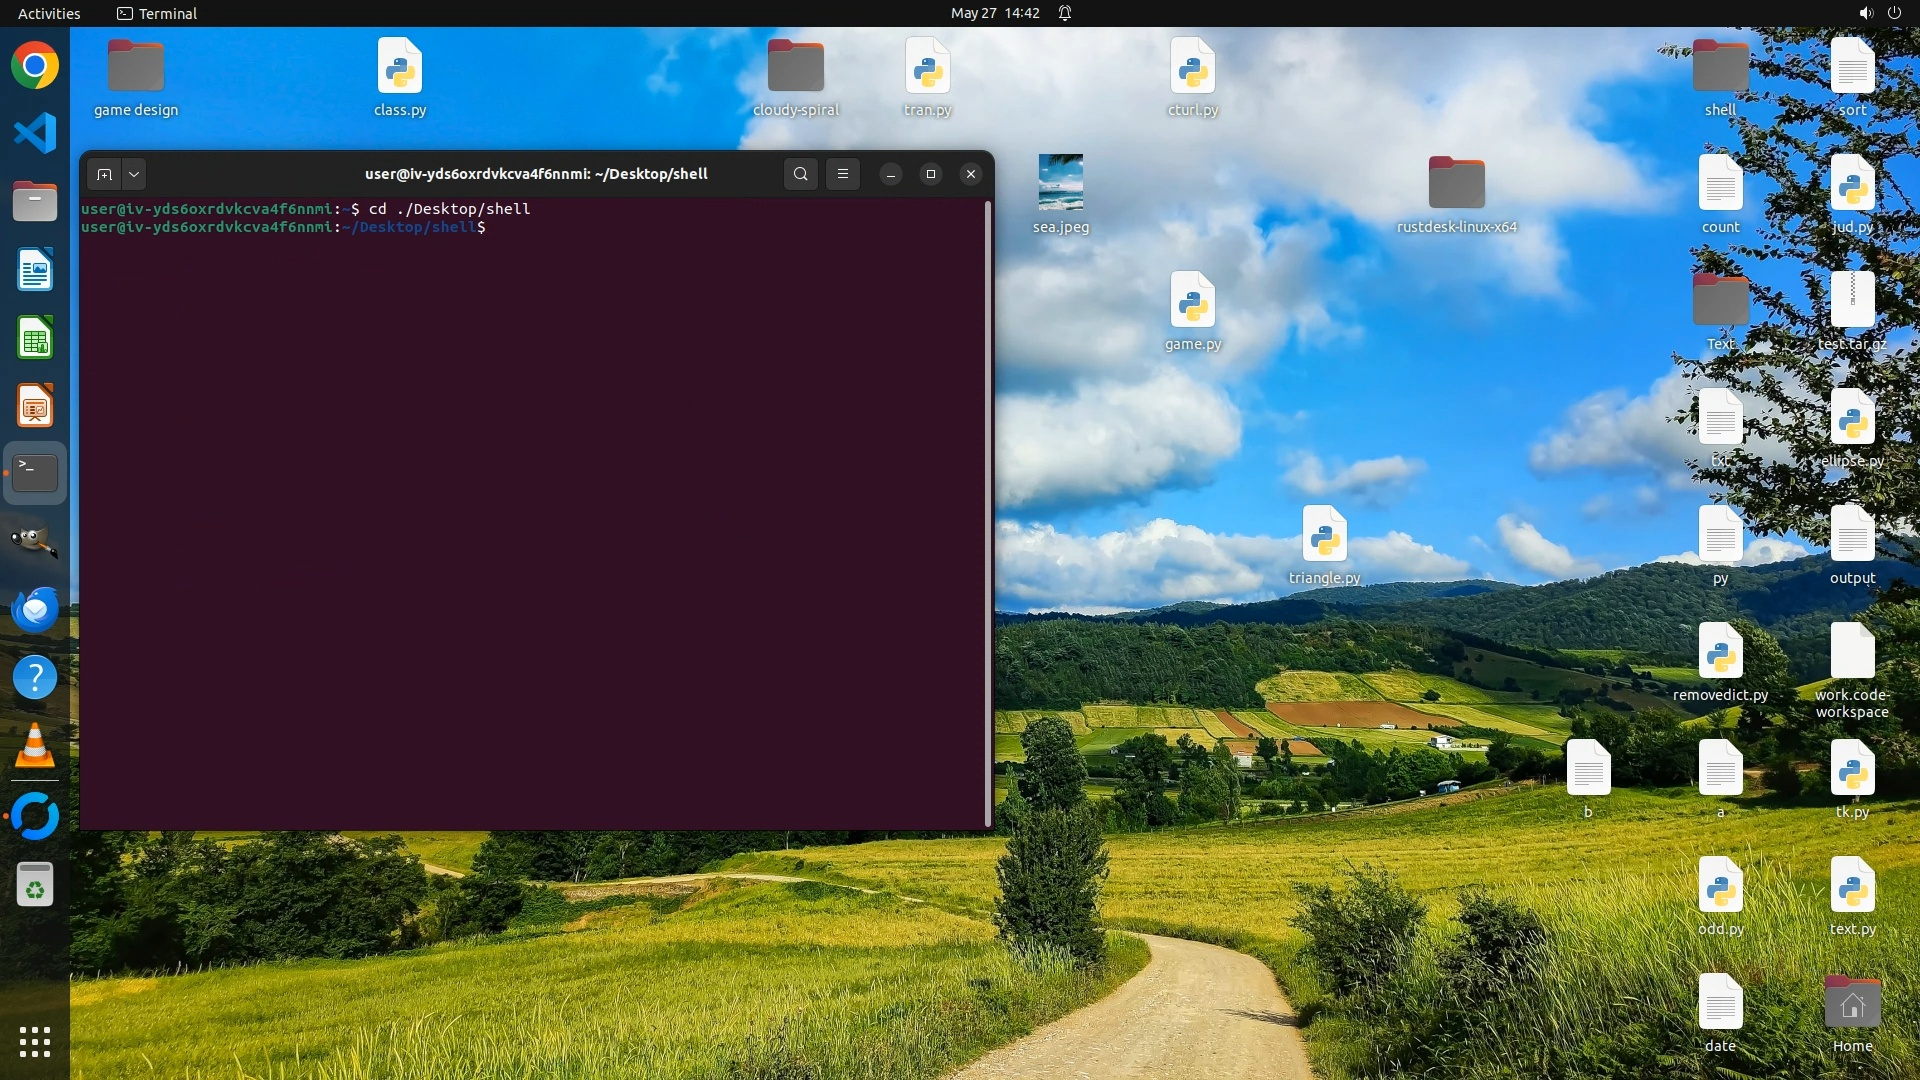 Activities
Terminal
May 27 14:42
game design
class.py
cloudy-spiral
tran.py
cturl.py
shell
sort
user@iv-yds6oxrdvkcva4f6nnmi: ~/Desktop/shell
user@iv-yds6oxrdvkcva4f6nnmi:~$ cd ./Desktop/shell
user@iv-yds6oxrdvkcva4f6nnmi:~/Desktop/shell$
sea.jpeg
rustdesk-linux-x64
count
jud.py
game.py
Text
test.tar.gz
txt
ellipse.py
triangle.py
py
output
removedict.py
work.code-
workspace
b
a
tk.py
odd.py
text.py
date
Home